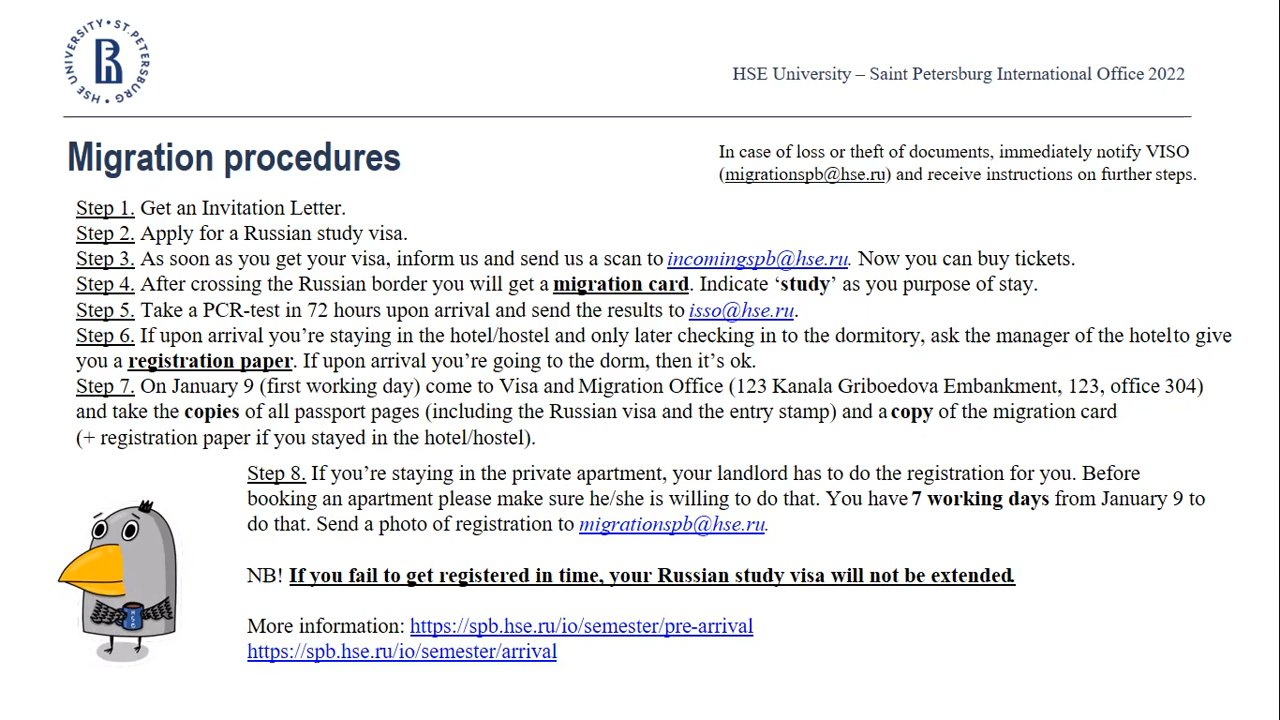 HSE UNIVERSITY • ST. PETERSBURG •
HSE University – Saint Petersburg International Office 2022
Migration procedures
In case of loss or theft of documents, immediately notify VISO
(migrationspb@hse.ru) and receive instructions on further steps.
Step 1. Get an Invitation Letter.
Step 2. Apply for a Russian study visa.
Step 3. As soon as you get your visa, inform us and send us a scan to incomingspb@hse.ru. Now you can buy tickets.
Step 4. After crossing the Russian border you will get a migration card. Indicate ‘study’ as you purpose of stay.
Step 5. Take a PCR-test in 72 hours upon arrival and send the results to isso@hse.ru.
Step 6. If upon arrival you’re staying in the hotel/hostel and only later checking in to the dormitory, ask the manager of the hotel to give
you a registration paper. If upon arrival you’re going to the dorm, then it’s ok.
Step 7. On January 9 (first working day) come to Visa and Migration Office (123 Kanala Griboedova Embankment, 123, office 304)
and take the copies of all passport pages (including the Russian visa and the entry stamp) and a copy of the migration card
(+ registration paper if you stayed in the hotel/hostel).
Step 8. If you’re staying in the private apartment, your landlord has to do the registration for you. Before
booking an apartment please make sure he/she is willing to do that. You have 7 working days from January 9 to
do that. Send a photo of registration to migrationspb@hse.ru.
NB! If you fail to get registered in time, your Russian study visa will not be extended.
More information: https://spb.hse.ru/io/semester/pre-arrival
https://spb.hse.ru/io/semester/arrival